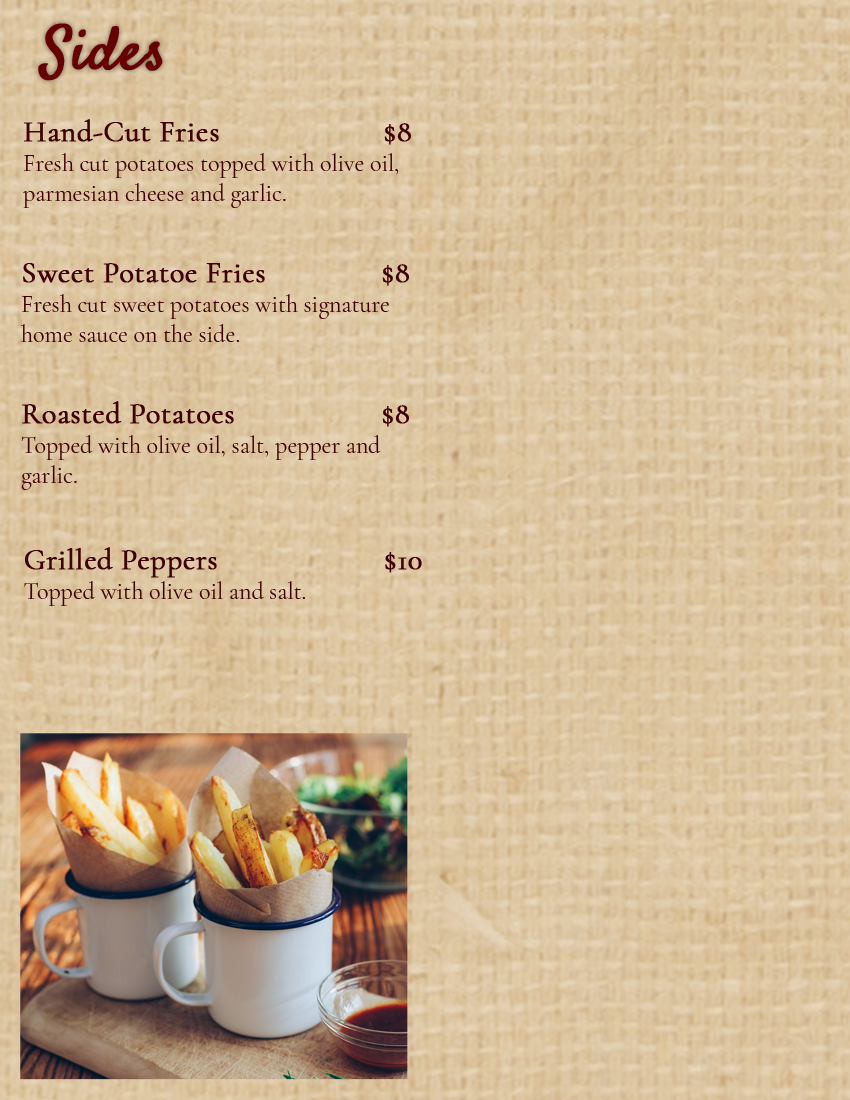 Sides
Hand-Cut Fries $8
Fresh cut potatoes topped with olive oil,
parmesian cheese and garlic.
Sweet Potatoe Fries $8
Fresh cut sweet potatoes with signature
home sauce on the side.
Roasted Potatoes $8
Topped with olive oil, salt, pepper and
garlic.
Grilled Peppers $10
Topped with olive oil and salt.